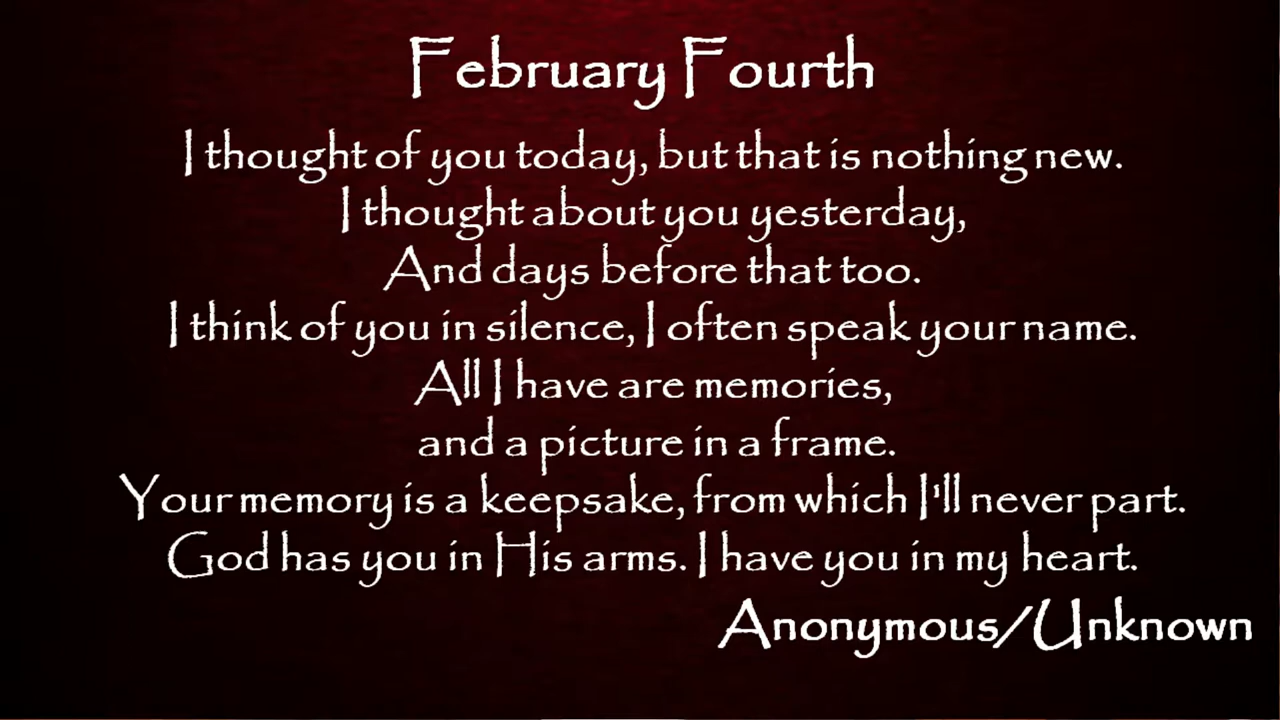 February Fourth
I thought of you today, but that is nothing new.
I thought about you yesterday,
And days before that too.
I think of you in silence, I often speak your name.
All I have are memories,
and a picture in a frame.
Your memory is a keepsake, from which I'll never part.
God has you in His arms. I have you in my heart.
Anonymous/Unknown